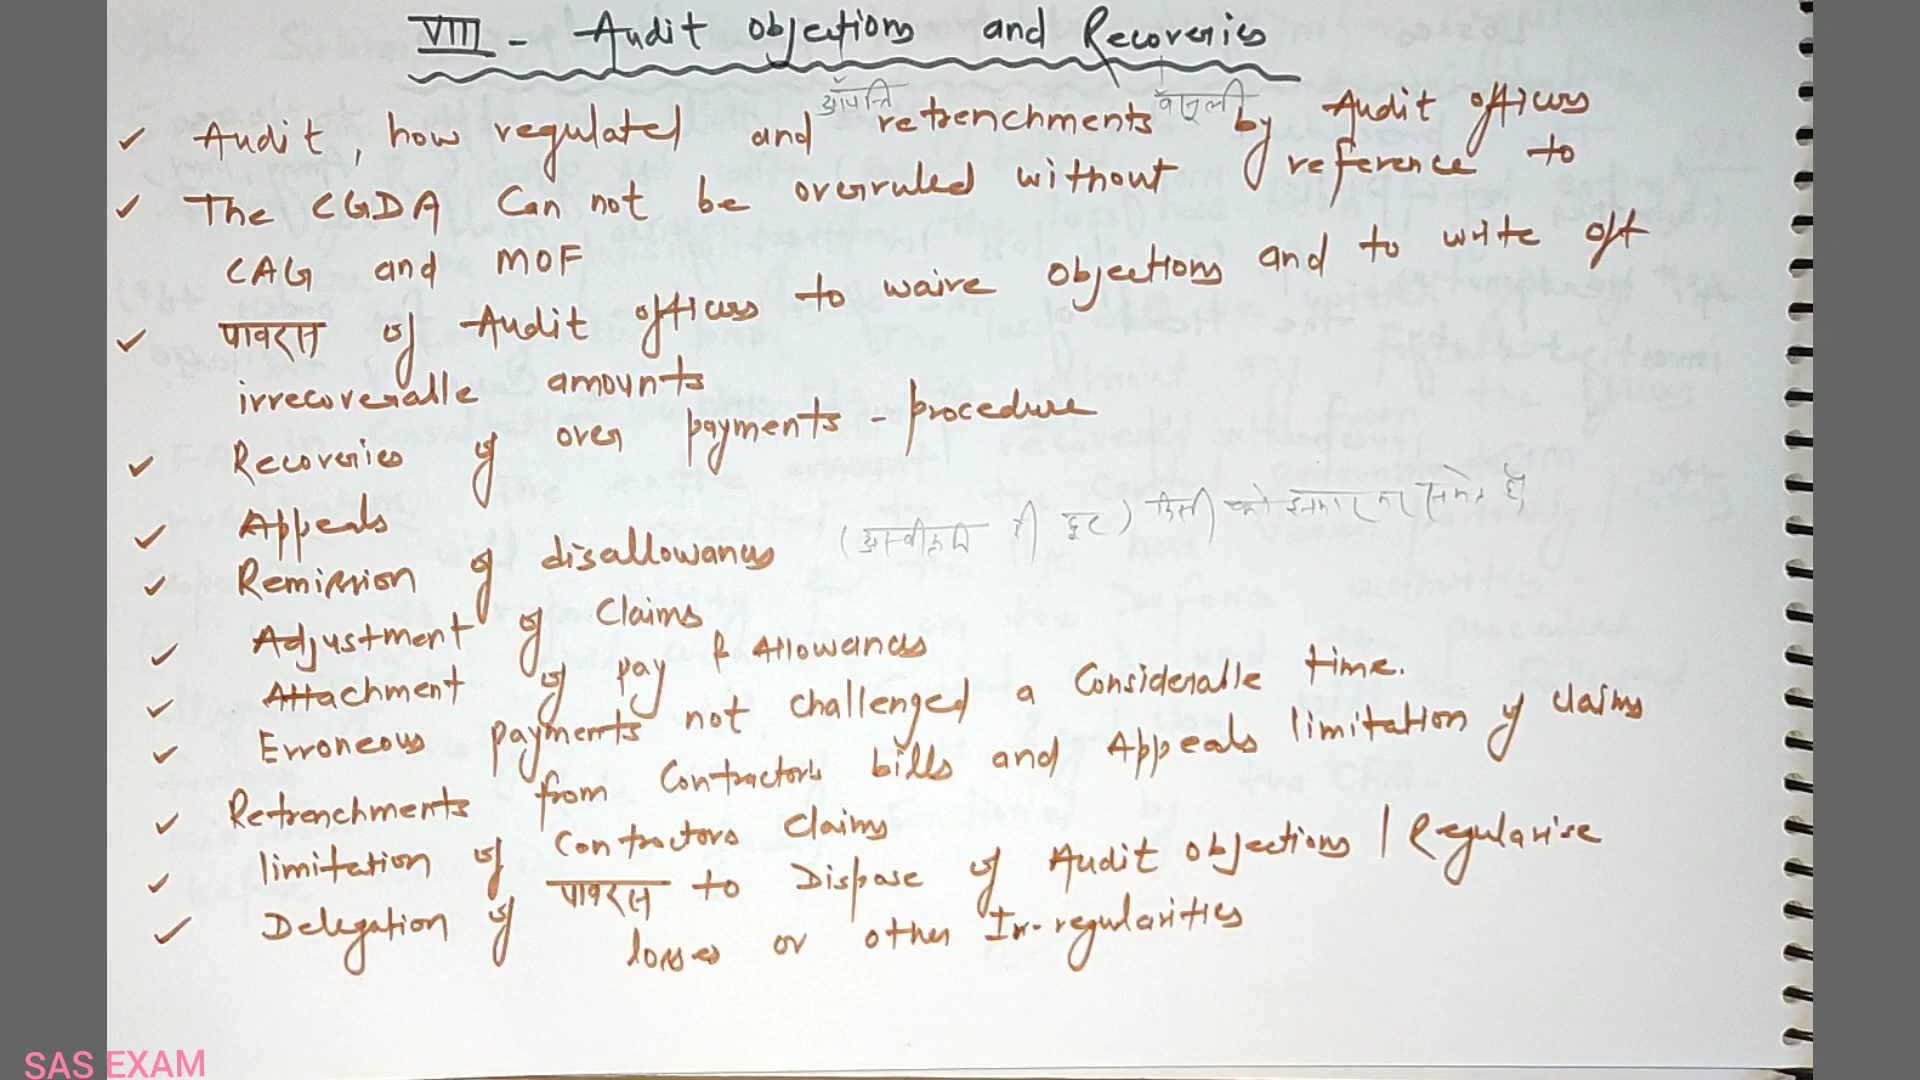 VIII - Audit objections and Recoveries
आपत्ति वसूली
Audit, how regulated and retrenchments by Audit officers
The CGDA Can not be overruled without reference to
CAG and MOF
पावरस of Audit officers to waive objections and to write off
irrecoverable amounts
Recoveries of over payments - procedure
Appeals
Remission of disallowances (अस्वीकृति में छूट) किसी को इनकार कर सकते है
Adjustment of Claims
Attachment of pay & Allowances
Erroneous payments not challenged a Considerable time.
Retrenchments from Contractors bills and Appeals limitation of claims
limitation of Contractors claims
Delegation of पावरस to Dispose of Audit objections / Regularise
losses or other Ir-regularities
SAS EXAM